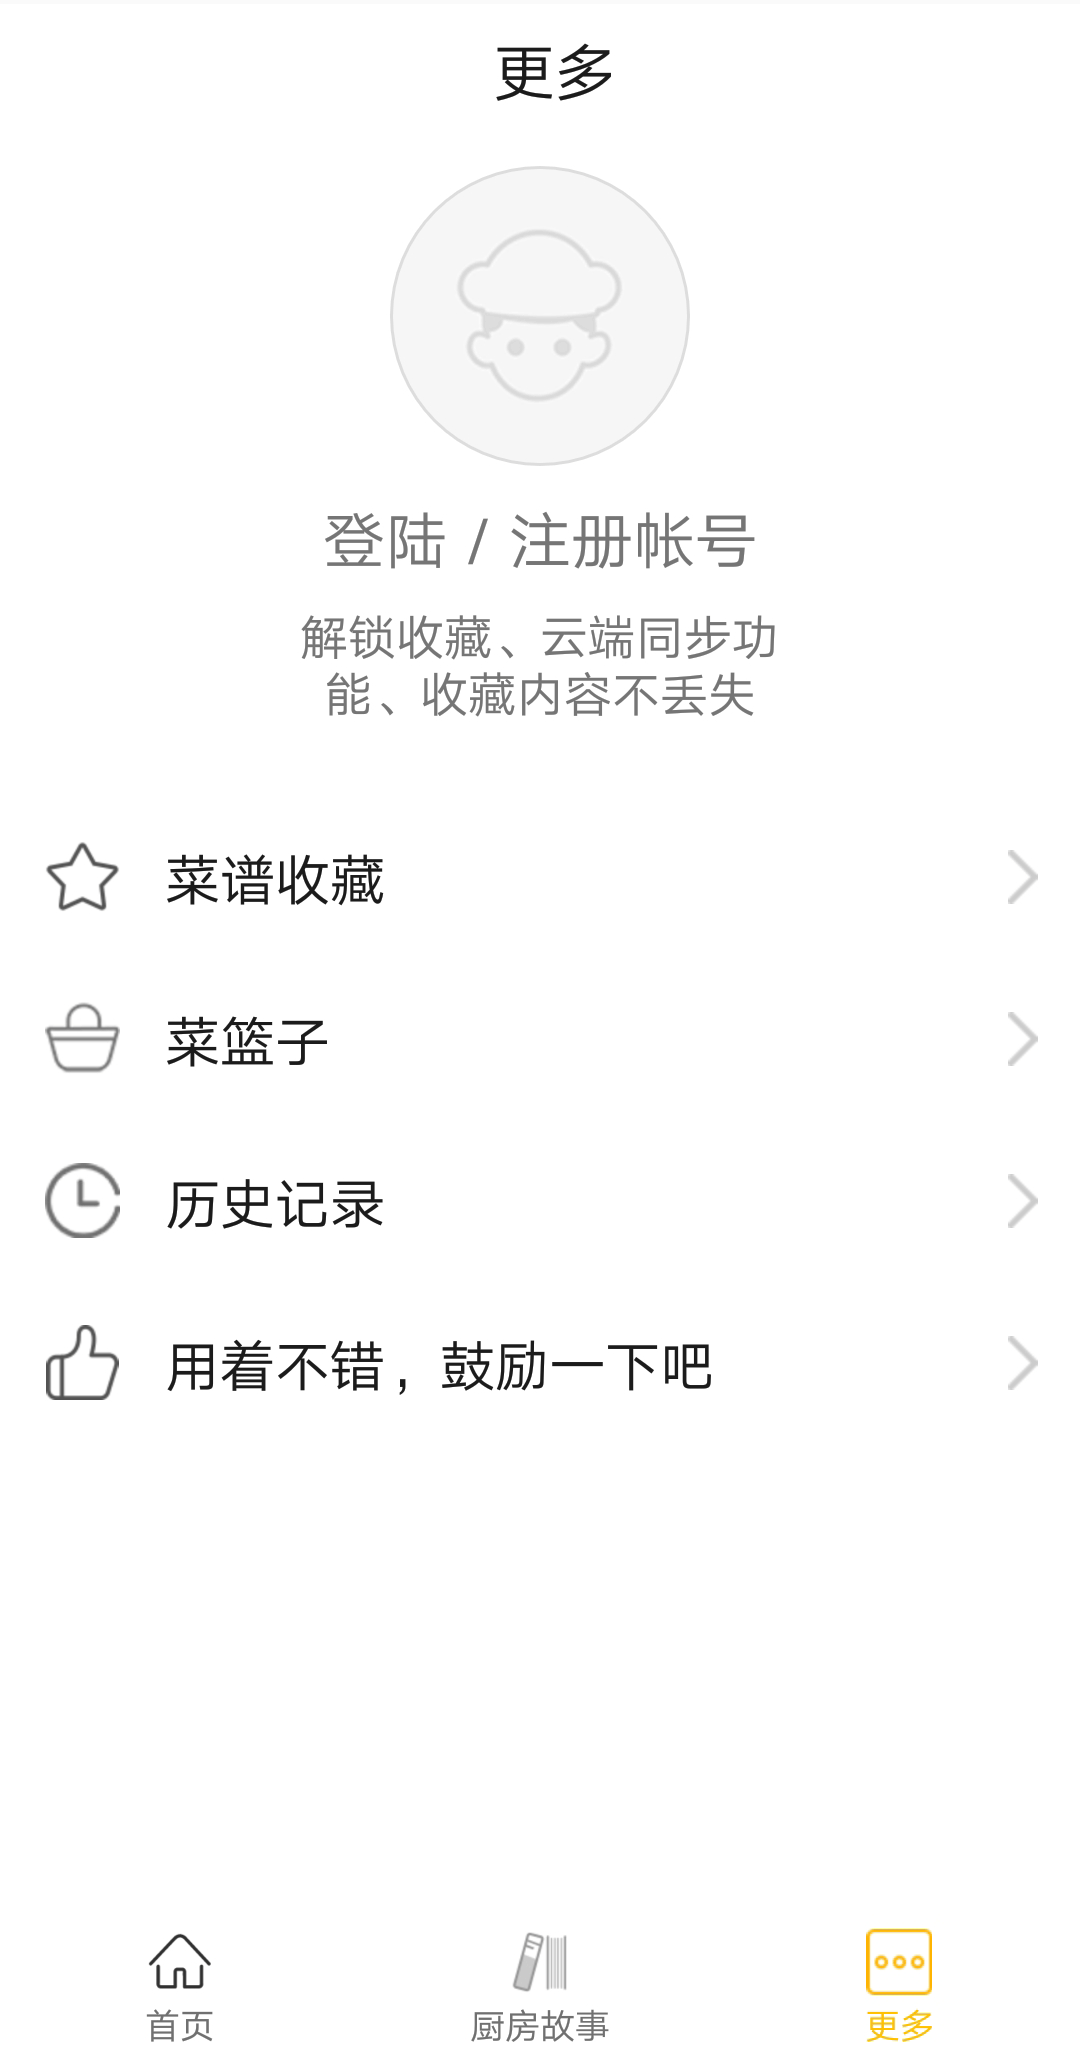 更多
登陆 / 注册帐号
解锁收藏、云端同步功
能、收藏内容不丢失
菜谱收藏
菜篮子
历史记录
用着不错，鼓励一下吧
首页
厨房故事
更多